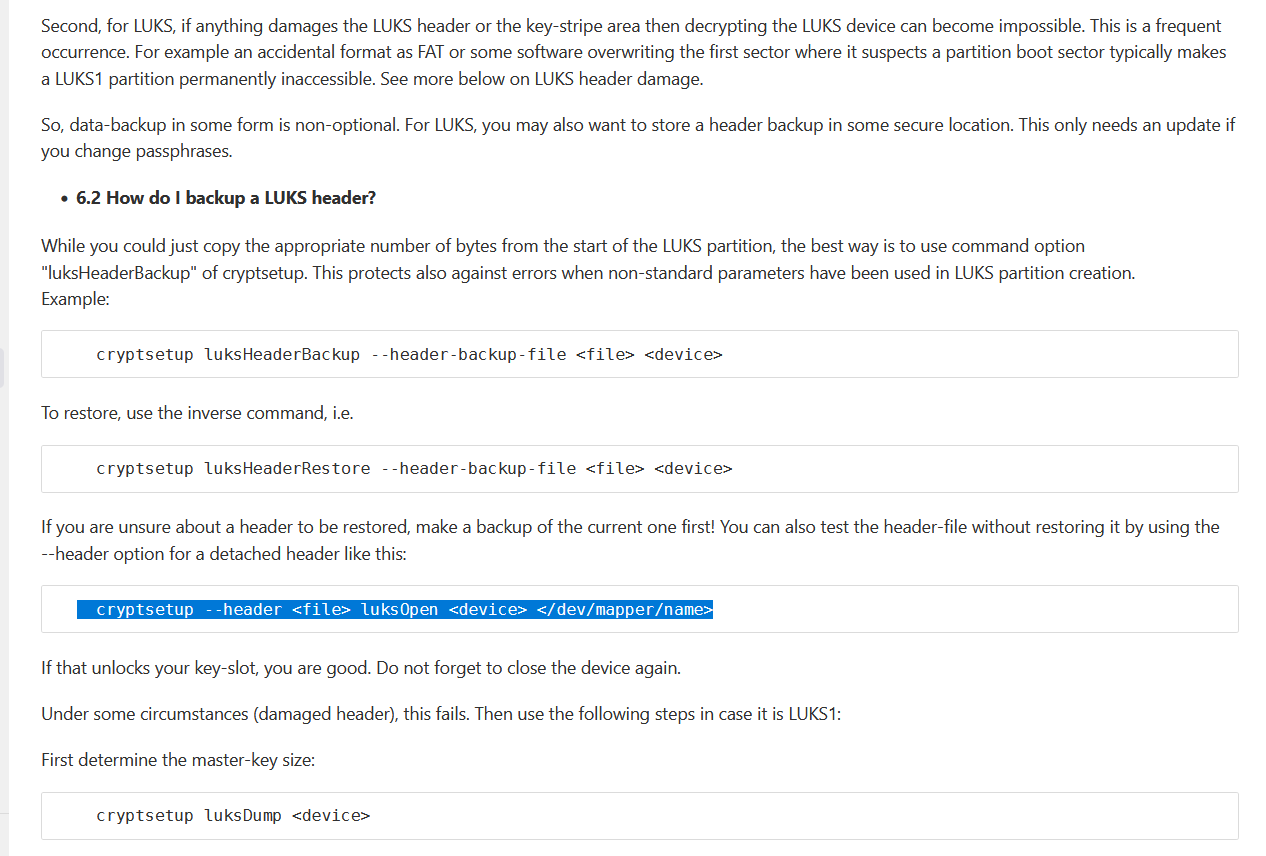 Second, for LUKS, if anything damages the LUKS header or the key-stripe area then decrypting the LUKS device can become impossible. This is a frequent
occurrence. For example an accidental format as FAT or some software overwriting the first sector where it suspects a partition boot sector typically makes
a LUKS1 partition permanently inaccessible. See more below on LUKS header damage.
So, data-backup in some form is non-optional. For LUKS, you may also want to store a header backup in some secure location. This only needs an update if
you change passphrases.
• 6.2 How do I backup a LUKS header?
While you could just copy the appropriate number of bytes from the start of the LUKS partition, the best way is to use command option
"luksHeaderBackup" of cryptsetup. This protects also against errors when non-standard parameters have been used in LUKS partition creation.
Example:
cryptsetup luksHeaderBackup --header-backup-file <file> <device>
To restore, use the inverse command, i.e.
cryptsetup luksHeaderRestore --header-backup-file <file> <device>
If you are unsure about a header to be restored, make a backup of the current one first! You can also test the header-file without restoring it by using the
--header option for a detached header like this:
cryptsetup --header <file> luksOpen <device> </dev/mapper/name>
If that unlocks your key-slot, you are good. Do not forget to close the device again.
Under some circumstances (damaged header), this fails. Then use the following steps in case it is LUKS1:
First determine the master-key size:
cryptsetup luksDump <device>